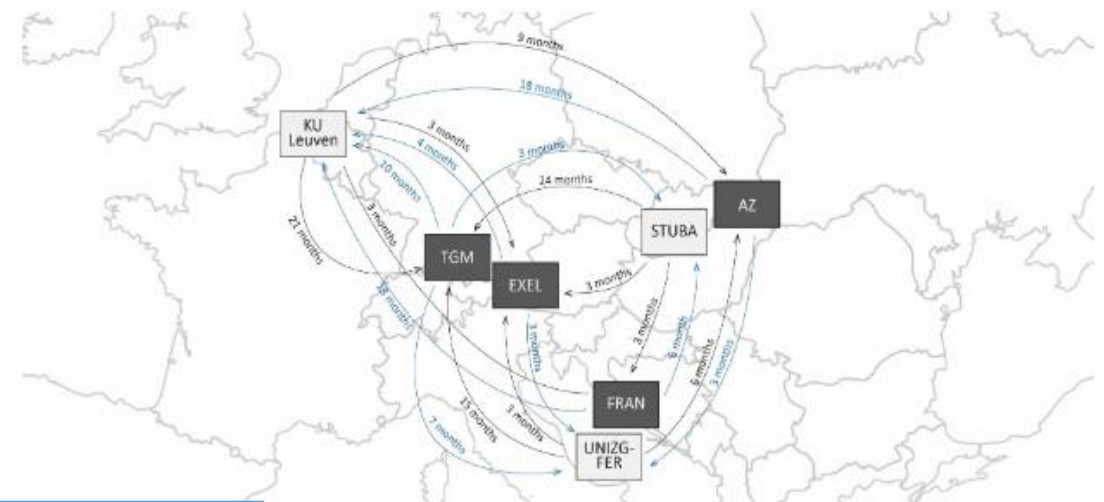 9 months
18 months
KU
Leuven
3 months
4 months
3 months
20 months
24 months
AZ
3 months
STUBA
21 months
TGM
EXEL
3 months
18 months
3 months
3 months
6 month
6 months
3 months
FRAN
15 months
3 months
7 months
UNIZG-
FER